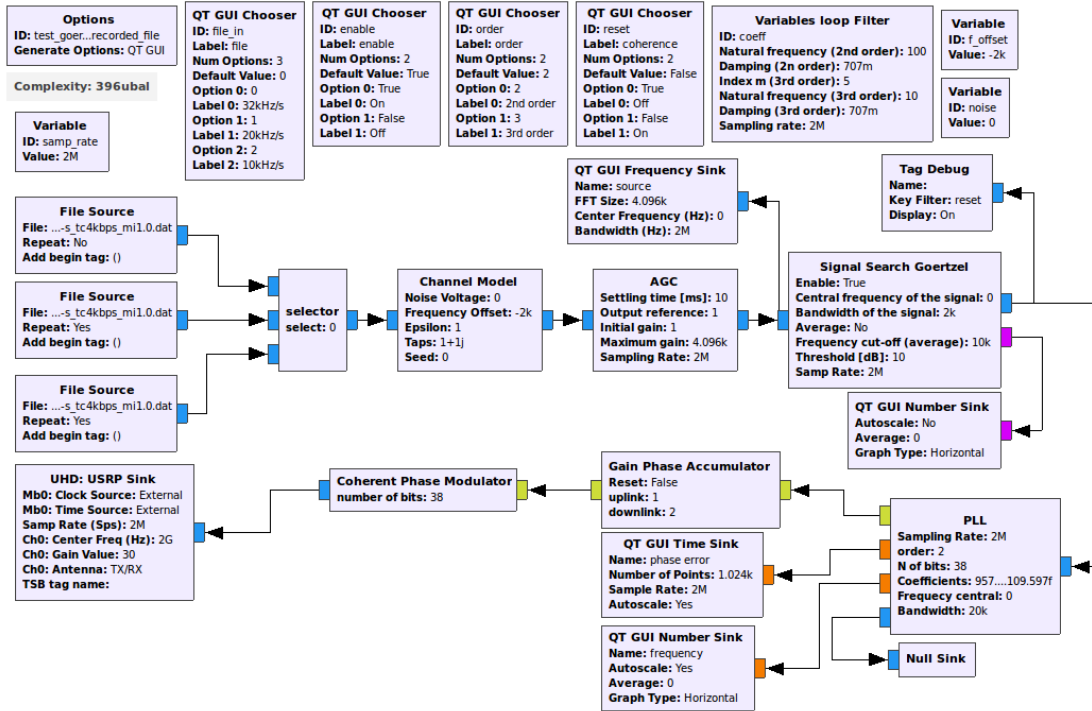 Options
ID: test_goer...recorded_file
Generate Options: QT GUI
Complexity: 396ubal
Variable
ID: samp_rate
Value: 2M
QT GUI Chooser
ID: file_in
Label: file
Num Options: 3
Default Value: 0
Option 0: 0
Label 0: 32kHz/s
Option 1: 1
Label 1: 20kHz/s
Option 2: 2
Label 2: 10kHz/s
QT GUI Chooser
ID: enable
Label: enable
Num Options: 2
Default Value: True
Option 0: True
Label 0: On
Option 1: False
Label 1: Off
QT GUI Chooser
ID: order
Label: order
Num Options: 2
Default Value: 2
Option 0: 2
Label 0: 2nd order
Option 1: 3
Label 1: 3rd order
QT GUI Chooser
ID: reset
Label: coherence
Num Options: 2
Default Value: False
Option 0: True
Label 0: Off
Option 1: False
Label 1: On
Variables loop Filter
ID: coeff
Natural frequency (2nd order): 100
Damping (2n order): 707m
Index m (3rd order): 5
Natural frequency (3rd order): 10
Damping (3rd order): 707m
Sampling rate: 2M
Variable
ID: f_offset
Value: -2k
Variable
ID: noise
Value: 0
QT GUI Frequency Sink
Name: source
FFT Size: 4.096k
Center Frequency (Hz): 0
Bandwidth (Hz): 2M
Tag Debug
Name:
Key Filter: reset
Display: On
File Source
File: ...-s_tc4kbps_mi1.0.dat
Repeat: No
Add begin tag: ()
File Source
File: ...-s_tc4kbps_mi1.0.dat
Repeat: Yes
Add begin tag: ()
File Source
File: ...-s_tc4kbps_mi1.0.dat
Repeat: Yes
Add begin tag: ()
selector
select: 0
Channel Model
Noise Voltage: 0
Frequency Offset: -2k
Epsilon: 1
Taps: 1+1j
Seed: 0
AGC
Settling time [ms]: 10
Output reference: 1
Initial gain: 1
Maximum gain: 4.096k
Sampling Rate: 2M
Signal Search Goertzel
Enable: True
Central frequency of the signal: 0
Bandwidth of the signal: 2k
Average: No
Frequency cut-off (average): 10k
Threshold [dB]: 10
Samp Rate: 2M
QT GUI Number Sink
Autoscale: No
Average: 0
Graph Type: Horizontal
UHD: USRP Sink
Mb0: Clock Source: External
Mb0: Time Source: External
Samp Rate (Sps): 2M
Ch0: Center Freq (Hz): 2G
Ch0: Gain Value: 30
Ch0: Antenna: TX/RX
TSB tag name:
Coherent Phase Modulator
number of bits: 38
Gain Phase Accumulator
Reset: False
uplink: 1
downlink: 2
QT GUI Time Sink
Name: phase error
Number of Points: 1.024k
Sample Rate: 2M
Autoscale: Yes
QT GUI Number Sink
Name: frequency
Autoscale: Yes
Average: 0
Graph Type: Horizontal
PLL
Sampling Rate: 2M
order: 2
N of bits: 38
Coefficients: 957....109.597f
Frequecy central: 0
Bandwidth: 20k
Null Sink